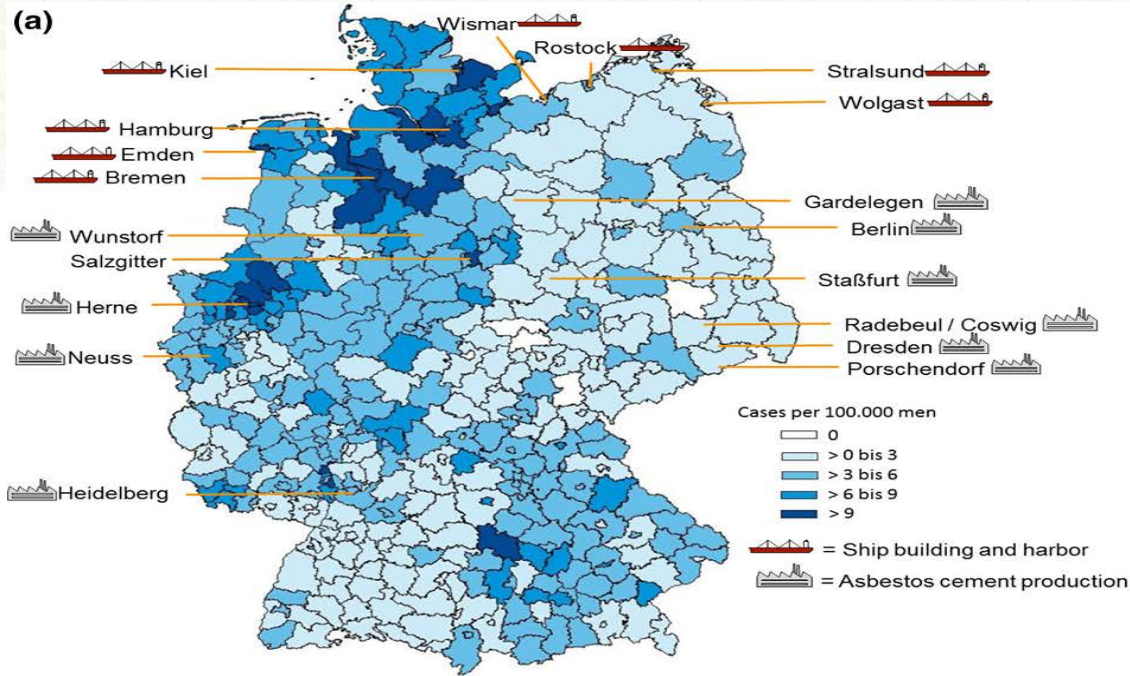 (a)
Wismar
Rostock
Kiel
Stralsund
Wolgast
Hamburg
Emden
Bremen
Gardelegen
Berlin
Wunstorf
Salzgitter
Staßfurt
Herne
Radebeul / Coswig
Neuss
Dresden
Porschendorf
Cases per 100.000 men
0
> 0 bis 3
> 3 bis 6
> 6 bis 9
> 9
Heidelberg
= Ship building and harbor
= Asbestos cement production